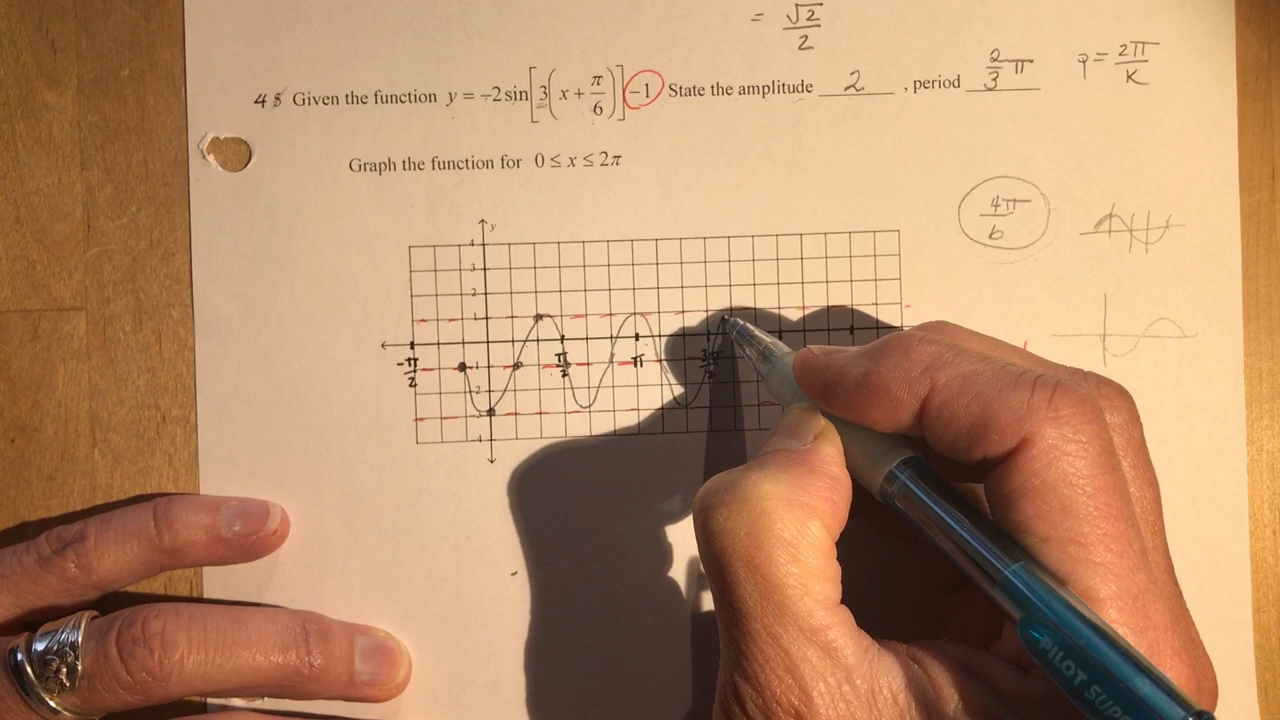 = √2/2
48 Given the function y = −2 sin[3(x + π/6)] −1 State the amplitude 2 , period 2/3 π P = 2π/K
Graph the function for 0 ≤ x ≤ 2π
4π/6
y
4
3
2
1
-π/2 π/2 π 3π/2
-1
2
3
-4
PILOT SUP